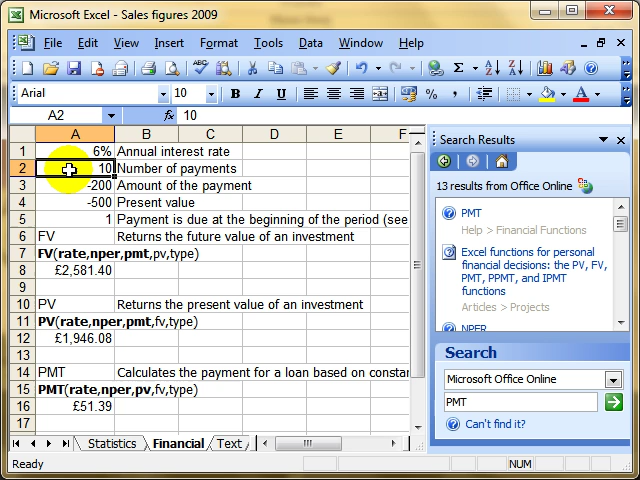 Microsoft Excel - Sales figures 2009
File Edit View Insert Format Tools Data Window Help
Arial 10 B I U %
A2 fx 10
A B C D E F
1 6% Annual interest rate
2 10 Number of payments
3 -200 Amount of the payment
4 -500 Present value
5 1 Payment is due at the beginning of the period (see
6 FV Returns the future value of an investment
7 FV(rate,nper,pmt,pv,type)
8 £2,581.40
9
10 PV Returns the present value of an investment
11 PV(rate,nper,pmt,fv,type)
12 £1,946.08
13
14 PMT Calculates the payment for a loan based on constan
15 PMT(rate,nper,pv,fv,type)
16 £51.39
17
Statistics Financial Text
Ready NUM
Search Results
13 results from Office Online
PMT
Help > Financial Functions
Excel functions for personal
financial decisions: the PV, FV,
PMT, PPMT, and IPMT
functions
Articles > Projects
NPER
Search
Microsoft Office Online
PMT
Can't find it?